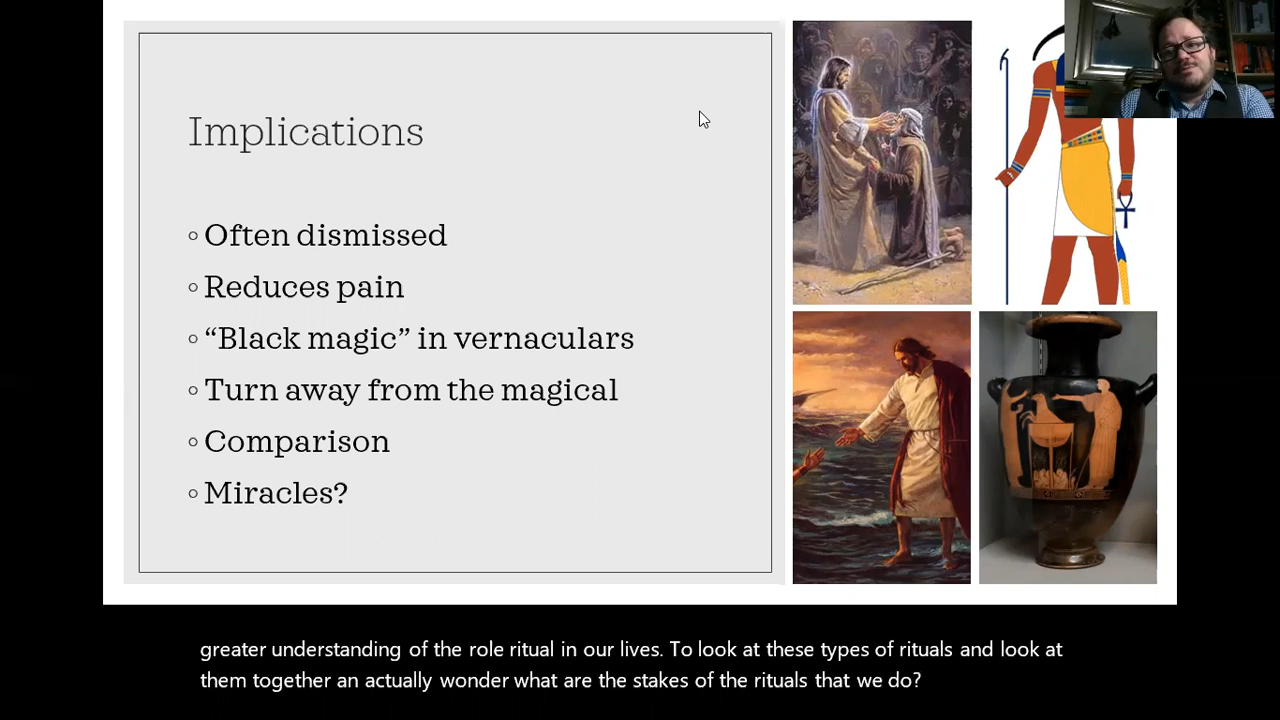 Implications
◦ Often dismissed
◦ Reduces pain
◦ “Black magic” in vernaculars
◦ Turn away from the magical
◦ Comparison
◦ Miracles?
greater understanding of the role ritual in our lives. To look at these types of rituals and look at
them together an actually wonder what are the stakes of the rituals that we do?